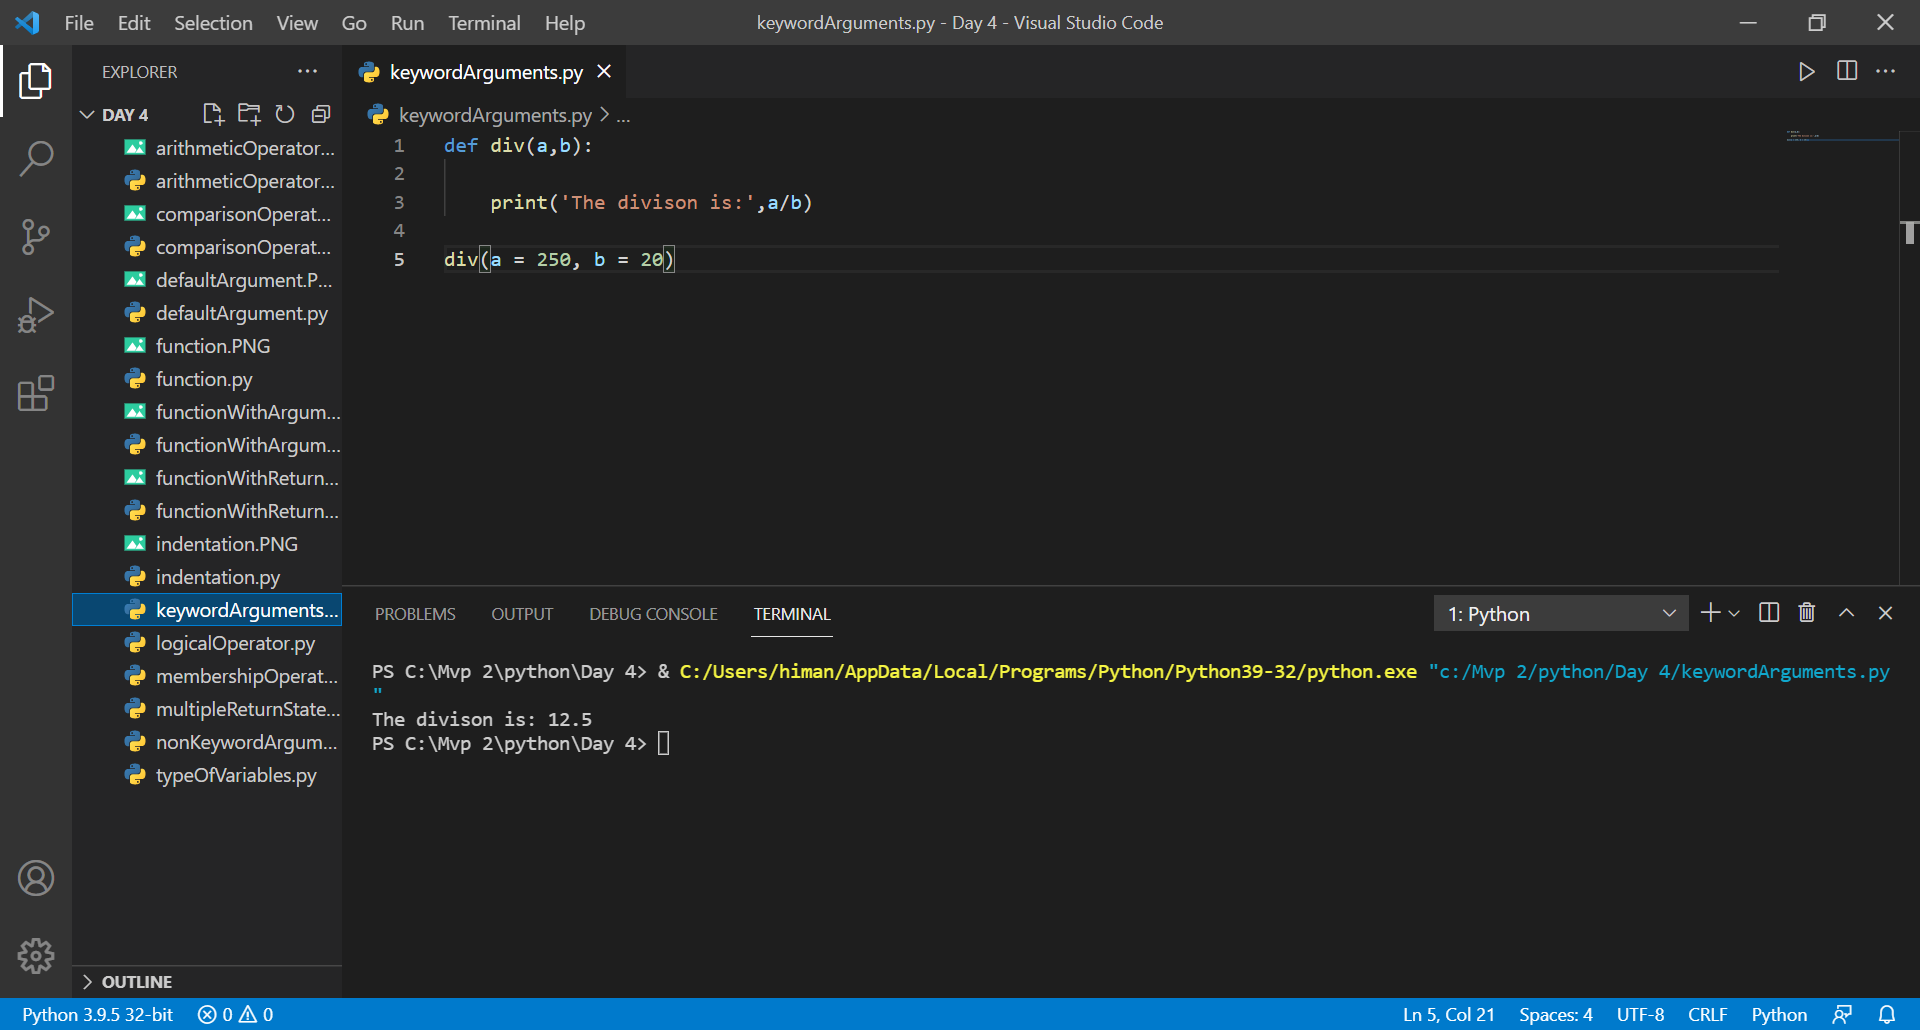 File Edit Selection View Go Run Terminal Help
keywordArguments.py - Day 4 - Visual Studio Code
EXPLORER
DAY 4
arithmeticOperator...
arithmeticOperator...
comparisonOperat...
comparisonOperat...
defaultArgument.P...
defaultArgument.py
function.PNG
function.py
functionWithArgum...
functionWithArgum...
functionWithReturn...
functionWithReturn...
indentation.PNG
indentation.py
keywordArguments...
logicalOperator.py
membershipOperat...
multipleReturnState...
nonKeywordArgum...
typeOfVariables.py
OUTLINE
keywordArguments.py
keywordArguments.py > ...
1 def div(a,b):
2
3 print('The divison is:',a/b)
4
5 div(a = 250, b = 20)
PROBLEMS OUTPUT DEBUG CONSOLE TERMINAL
1: Python
PS C:\Mvp 2\python\Day 4> & C:/Users/himan/AppData/Local/Programs/Python/Python39-32/python.exe "c:/Mvp 2/python/Day 4/keywordArguments.py
"
The divison is: 12.5
PS C:\Mvp 2\python\Day 4>
Python 3.9.5 32-bit 0 0
Ln 5, Col 21 Spaces: 4 UTF-8 CRLF Python